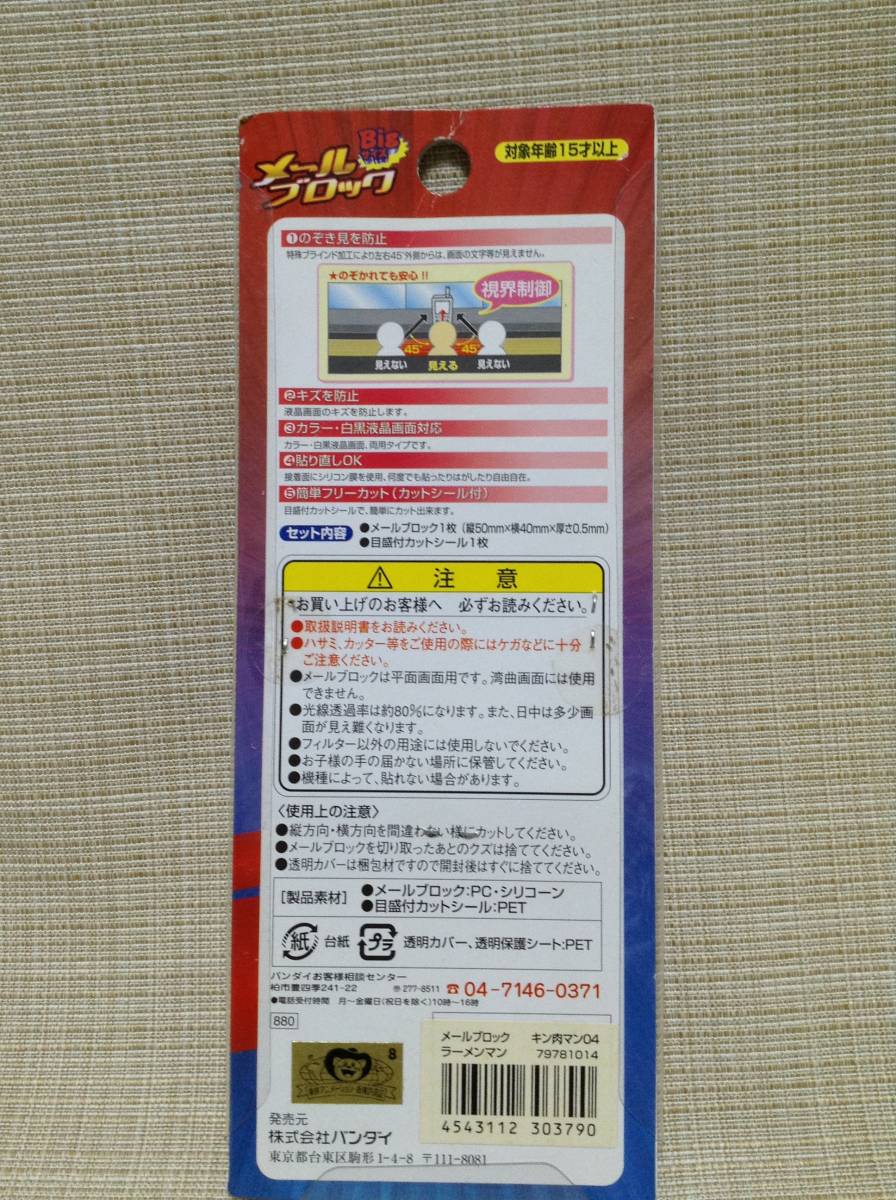 Big
サイズ
メール
ブロック
対象年齢15才以上
①のぞき見を防止
特殊ブラインド加工により左右45°外側からは、画面の文字等が見えません。
★のぞかれても安心!!
視界制御
45° 45°
見えない 見える 見えない
②キズを防止
液晶画面のキズを防止します。
③カラー・白黒液晶画面対応
カラー・白黒液晶画面、両用タイプです。
④貼り直しOK
接着面にシリコン膜を使用、何度でも貼ったりはがしたり自由自在。
⑤簡単フリーカット(カットシール付)
目盛付カットシールで、簡単にカット出来ます。
セット内容 ●メールブロック1枚 (縦50mm×横40mm×厚さ0.5mm)
●目盛付カットシール1枚
注意
お買い上げのお客様へ 必ずお読みください。
●取扱説明書をお読みください。
●ハサミ、カッター等をご使用の際にはケガなどに十分
ご注意ください。
●メールブロックは平面画面用です。湾曲画面には使用
できません。
●光線透過率は約80%になります。また、日中は多少画
面が見え難くなります。
●フィルター以外の用途には使用しないでください。
●お子様の手の届かない場所に保管してください。
●機種によって、貼れない場合があります。
〈使用上の注意〉
●縦方向・横方向を間違わない様にカットしてください。
●メールブロックを切り取ったあとのクズは捨ててください。
●透明カバーは梱包材ですので開封後はすぐに捨ててください。
[製品素材] ●メールブロック:PC・シリコーン
●目盛付カットシール:PET
紙 台紙 プラ 透明カバー、透明保護シート:PET
バンダイお客様相談センター
柏市豊四季241-22 〒277-8511 ☎04-7146-0371
●電話受付時間 月〜金曜日(祝日を除く)10時〜16時
880
メールブロック キン肉マン04
ラーメンマン 79781014
4543112 303790
8
発売元
株式会社バンダイ
東京都台東区駒形1-4-8 〒111-8081